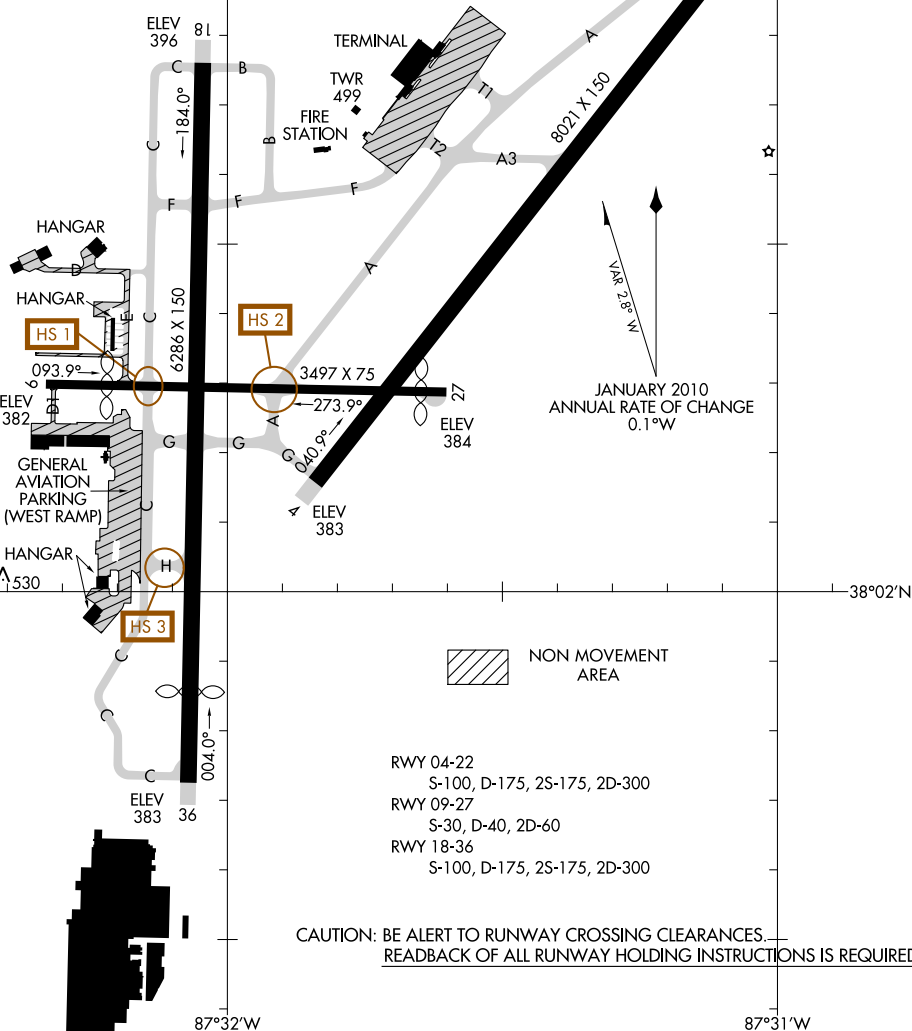 ELEV
396
18
TERMINAL
A
C
B
TWR
499
T1
184.0°
8021 X 150
FIRE
STATION
C
B
T2
A3
F
F
F
HANGAR
D
A
VAR 2.8° W
HANGAR
E
C
6286 X 150
HS 1
HS 2
093.9°
3497 X 75
9
27
JANUARY 2010
ANNUAL RATE OF CHANGE
0.1°W
ELEV
382
D1
273.9°
A
ELEV
384
G
G
G
040.9°
GENERAL
AVIATION
PARKING
(WEST RAMP)
C
4
ELEV
383
HANGAR
530
H
38°02'N
HS 3
C
NON MOVEMENT
AREA
C
004.0°
C
ELEV
383
36
RWY 04-22
S-100, D-175, 2S-175, 2D-300
RWY 09-27
S-30, D-40, 2D-60
RWY 18-36
S-100, D-175, 2S-175, 2D-300
CAUTION: BE ALERT TO RUNWAY CROSSING CLEARANCES.
READBACK OF ALL RUNWAY HOLDING INSTRUCTIONS IS REQUIRED
87°32'W
87°31'W